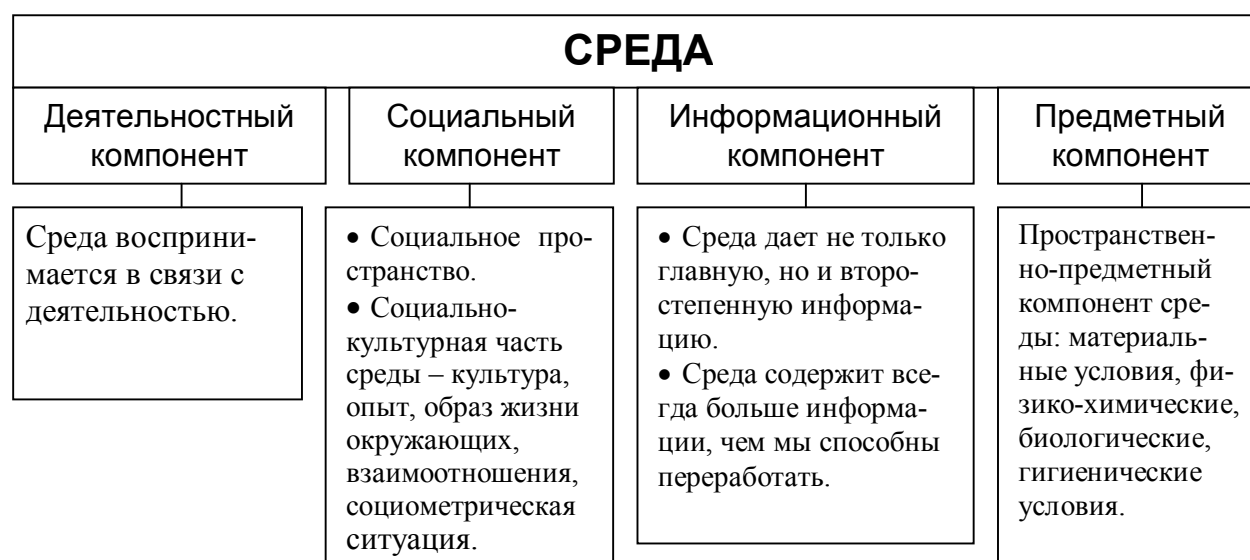 СРЕДА
Деятельностный
компонент
Социальный
компонент
Информационный
компонент
Предметный
компонент
Среда восприни-
мается в связи с
деятельностью.
• Социальное про-
странство.
• Социально-
культурная часть
среды – культура,
опыт, образ жизни
окружающих,
взаимоотношения,
социометрическая
ситуация.
• Среда дает не только
главную, но и второ-
степенную информа-
цию.
• Среда содержит все-
гда больше информа-
ции, чем мы способны
переработать.
Пространствен-
но-предметный
компонент сре-
ды: материаль-
ные условия, фи-
зико-химические,
биологические,
гигиенические
условия.